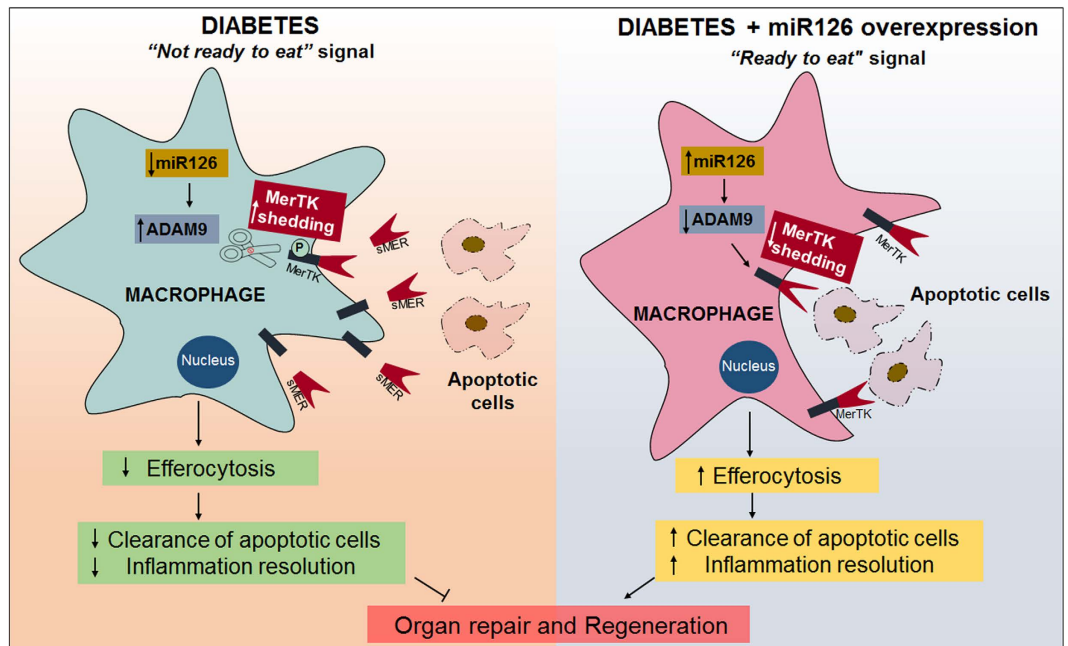 DIABETES
“Not ready to eat” signal
↓miR126
↑ADAM9
↑MerTK
shedding
P
MerTK
sMER
sMER
sMER
sMER
MACROPHAGE
Nucleus
Apoptotic
cells
↓ Efferocytosis
↓ Clearance of apoptotic cells
↓ Inflammation resolution
DIABETES + miR126 overexpression
“Ready to eat" signal
↑miR126
↓ADAM9
↓MerTK
shedding
MerTK
MACROPHAGE
Apoptotic cells
Nucleus
MerTK
↑ Efferocytosis
↑ Clearance of apoptotic cells
↑ Inflammation resolution
Organ repair and Regeneration